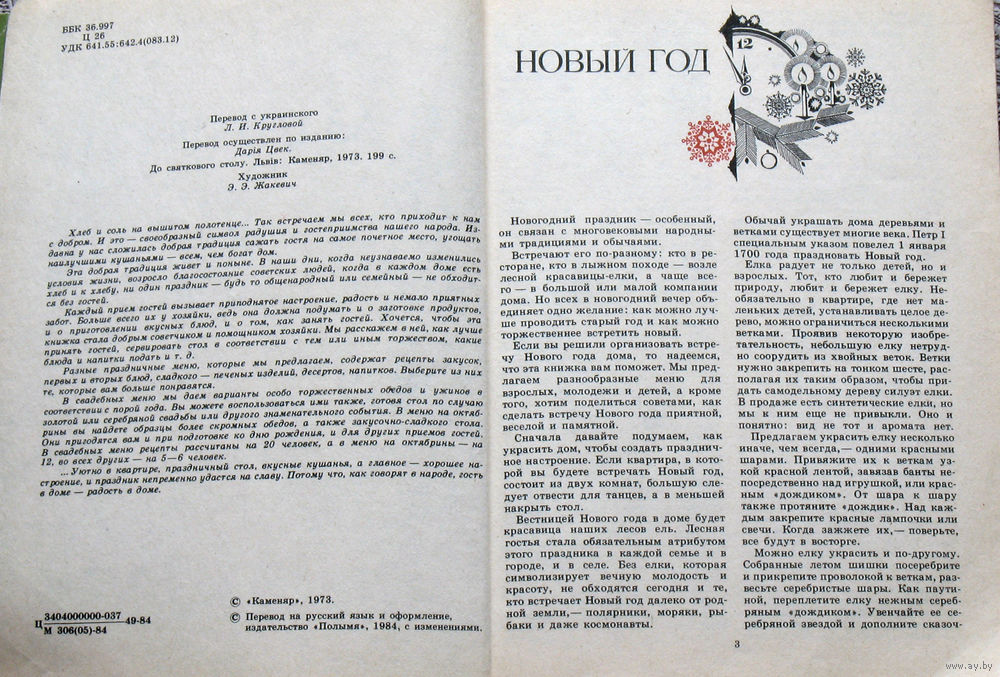 ББК 36.997
Ц 26
УДК 641.55:642.4(083.12)
Перевод с украинского
Л. И. Кругловой
Перевод осуществлен по изданию:
Дарія Цвек.
До святкового столу. Львів: Каменяр, 1973. 199 с.
Художник
Э. Э. Жакевич
Хлеб и соль на вышитом полотенце... Так встречаем мы всех, кто приходит к нам
с добром. И это — своеобразный символ радушия и гостеприимства нашего народа. Из-
давна у нас сложилась добрая традиция сажать гостя на самое почетное место, угощать
наилучшими кушаньями — всем, чем богат дом.
Эта добрая традиция живет и поныне. В наши дни, когда неузнаваемо изменились
условия жизни, возросло благосостояние советских людей, когда в каждом доме есть
хлеб и к хлебу, ни один праздник — будь то общенародный или семейный — не обходит-
ся без гостей.
Каждый прием гостей вызывает приподнятое настроение, радость и немало приятных
забот. Больше всего их у хозяйки, ведь она должна подумать и о заготовке продуктов,
и о приготовлении вкусных блюд, и о том, как занять гостей. Хочется, чтобы эта
книжка стала добрым советчиком и помощником хозяйки. Мы расскажем в ней, как лучше
принять гостей, сервировать стол в соответствии с тем или иным торжеством, какие
блюда и напитки подать и т. д.
Разные праздничные меню, которые мы предлагаем, содержат рецепты закусок,
первых и вторых блюд, сладкого — печеных изделий, десертов, напитков. Выберите из них
те, которые вам больше понравятся.
В свадебных меню мы даем варианты особо торжественных обедов и ужинов в
соответствии с порой года. Вы можете воспользоваться ими также, готовя стол по случаю
золотой или серебряной свадьбы или другого знаменательного события. В меню на октяб-
рины вы найдете образцы более скромных обедов, а также закусочно-сладкого стола.
Они пригодятся вам и при подготовке ко дню рождения, и для других приемов гостей.
В свадебных меню рецепты рассчитаны на 20 человек, а в меню на октябрины — на
12, во всех других — на 5—6 человек.
...Уютно в квартире, праздничный стол, вкусные кушанья, а главное — хорошее на-
строение, и праздник непременно удастся на славу. Потому что, как говорят в народе, гость
в доме — радость в доме.
© «Каменяр», 1973.
Ц 3404000000-037 49-84
М 306(05)-84
© Перевод на русский язык и оформление,
издательство «Полымя», 1984, с изменениями.
НОВЫЙ ГОД
12
Новогодний праздник — особенный,
он связан с многовековыми народны-
ми традициями и обычаями.
Встречают его по-разному: кто в ре-
сторане, кто в лыжном походе — возле
лесной красавицы-елки, а чаще все-
го — в большой или малой компании
дома. Но всех в новогодний вечер объ-
единяет одно желание: как можно луч-
ше проводить старый год и как можно
торжественнее встретить новый.
Если вы решили организовать встре-
чу Нового года дома, то надеемся,
что эта книжка вам поможет. Мы пред-
лагаем разнообразные меню для
взрослых, молодежи и детей, а кроме
того, хотим поделиться советами, как
сделать встречу Нового года приятной,
веселой и памятной.
Сначала давайте подумаем, как
украсить дом, чтобы создать празднич-
ное настроение. Если квартира, в кото-
рой вы будете встречать Новый год,
состоит из двух комнат, большую сле-
дует отвести для танцев, а в меньшей
накрыть стол.
Вестницей Нового года в доме будет
красавица наших лесов ель. Лесная
гостья стала обязательным атрибутом
этого праздника в каждой семье и в
городе, и в селе. Без елки, которая
символизирует вечную молодость и
красоту, не обходятся сегодня и те,
кто встречает Новый год далеко от род-
ной земли,— полярники, моряки, ры-
баки и даже космонавты.
Обычай украшать дома деревьями и
ветками существует многие века. Петр I
специальным указом повелел 1 января
1700 года праздновать Новый год.
Елка радует не только детей, но и
взрослых. Тот, кто любит и бережет
природу, любит и бережет елку. Не-
обязательно в квартире, где нет ма-
леньких детей, устанавливать целое де-
рево, можно ограничиться несколькими
ветками. Проявив некоторую изобре-
тательность, небольшую елку нетруд-
но соорудить из хвойных веток. Ветки
нужно закрепить на тонком шесте, рас-
полагая их таким образом, чтобы при-
дать самодельному дереву силуэт елки.
В продаже есть синтетические елки, но
мы к ним еще не привыкли. Оно и
понятно: вид не тот и аромата нет.
Предлагаем украсить елку несколько
иначе, чем всегда,— одними красными
шарами. Привяжите их к веткам уз-
кой красной лентой, завязав банты не-
посредственно над игрушкой, или крас-
ным «дождиком». От шара к шару
также протяните «дождик». Над каж-
дым закрепите красные лампочки или
свечи. Когда зажжете их,— поверьте,
все будут в восторге.
Можно елку украсить и по-другому.
Собранные летом шишки посеребрите
и прикрепите проволокой к веткам, раз-
весьте серебристые шары. Как паути-
ной, переплетите елку нежным сереб-
ряным «дождиком». Увенчайте ее се-
ребряной звездой и дополните сказоч-
3
www.ay.by